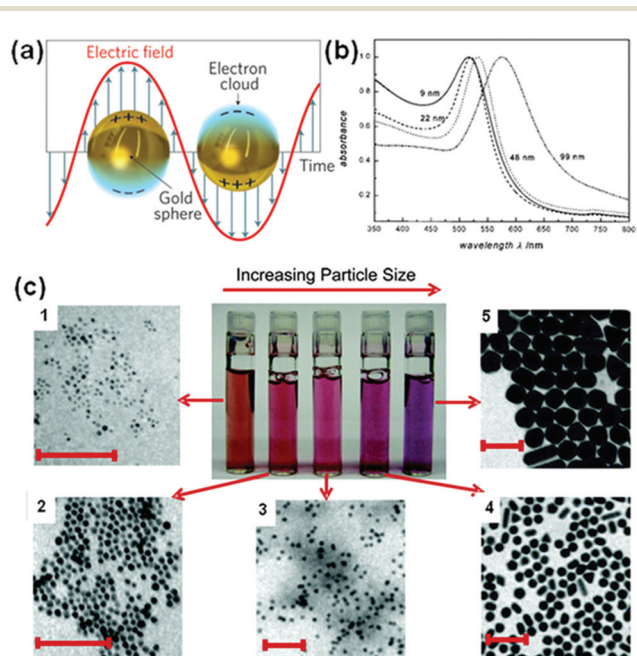 (a)
Electric field
Electron
cloud
+++
---
---
+++
Time
Gold
sphere
(b)
absorbance
1.0
0.8
0.6
0.4
0.2
9 nm
22 nm
48 nm
99 nm
350 400 450 500 550 600 650 700 750 800
wavelength λ /nm
(c)
Increasing Particle Size
1
5
2
3
4